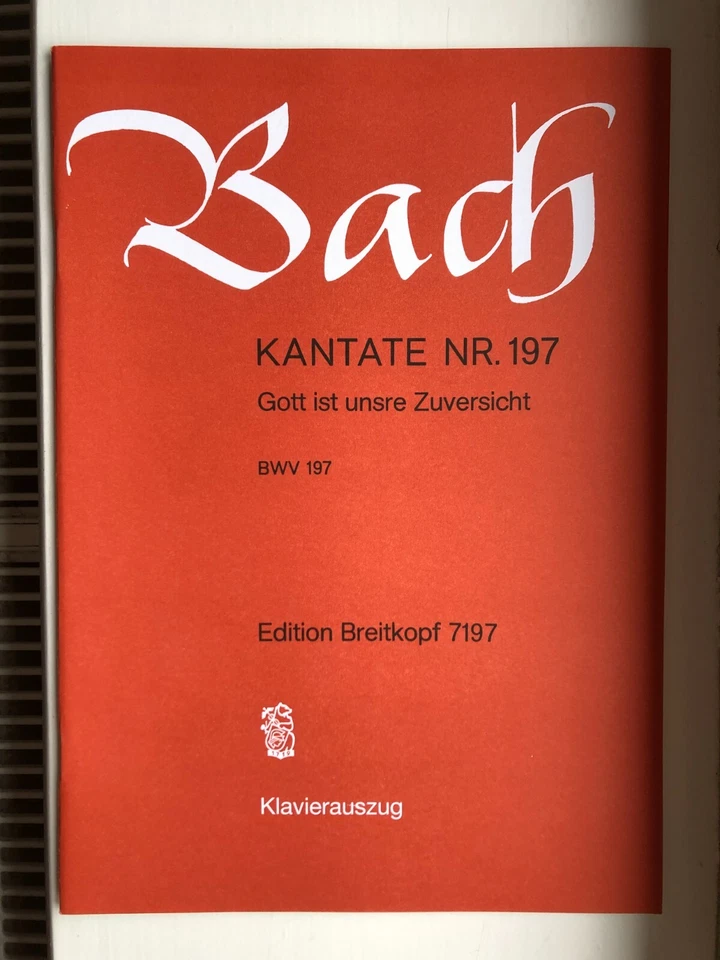 Bach
KANTATE NR. 197
Gott ist unsre Zuversicht
BWV 197
Edition Breitkopf 7197
Klavierauszug